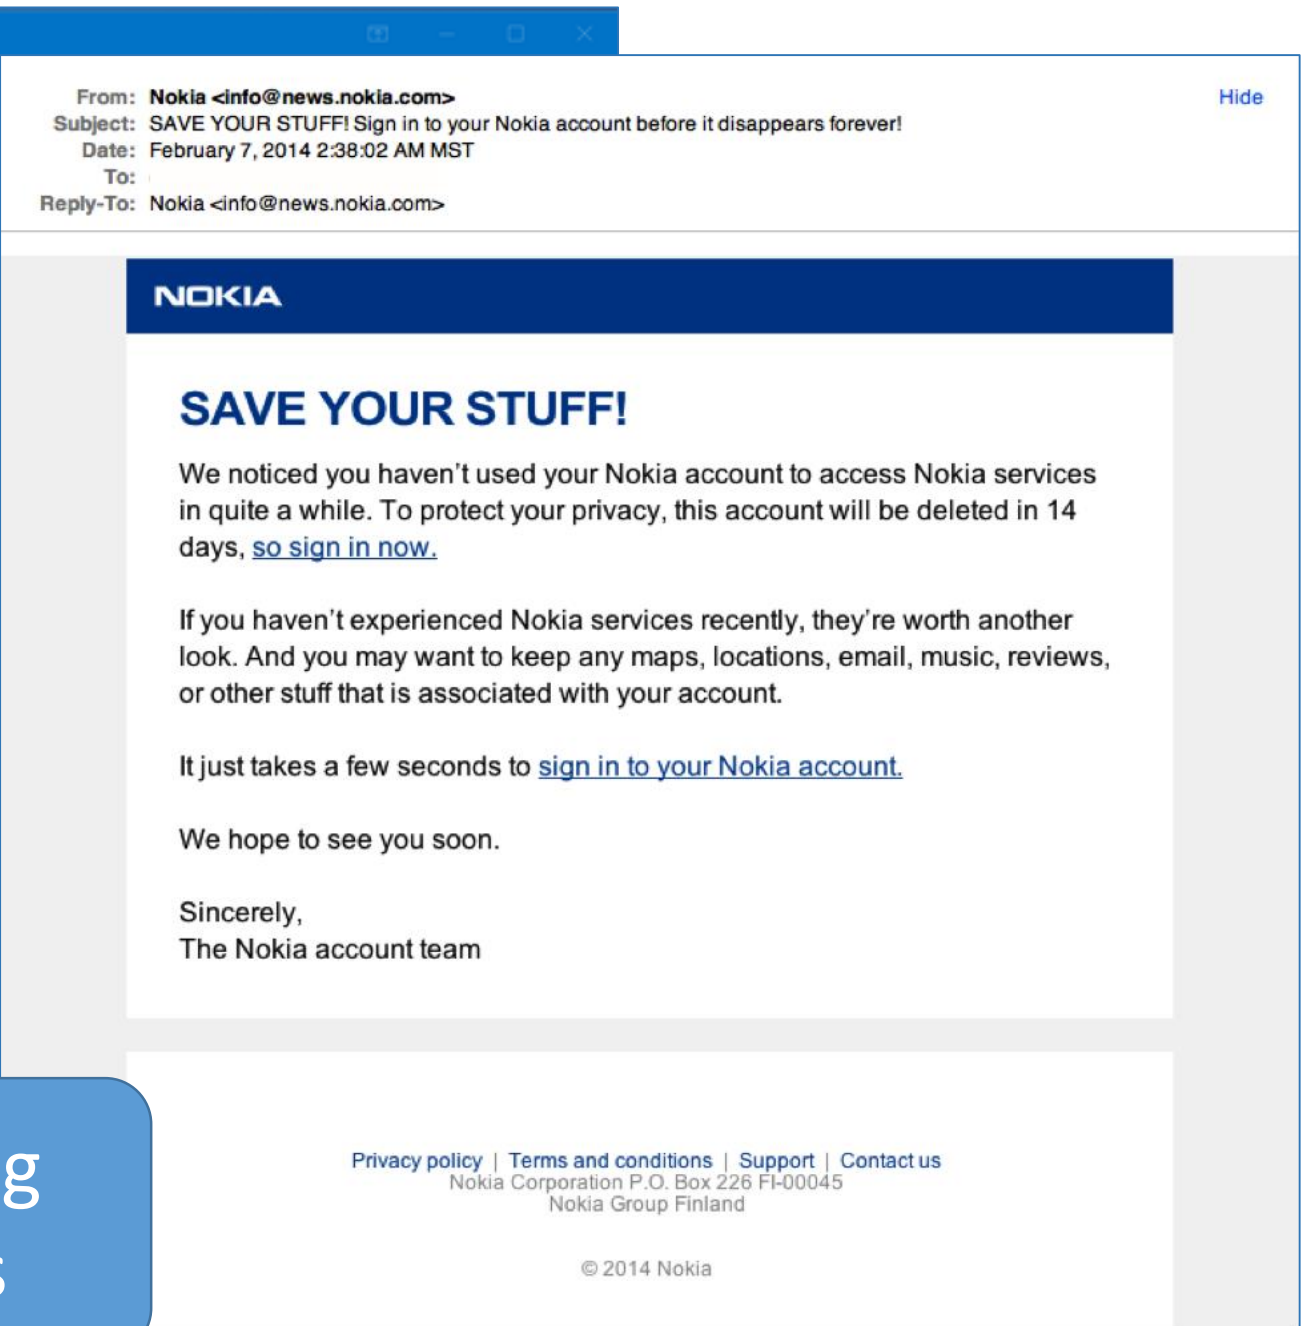 From: Nokia <info@news.nokia.com>
Hide
Subject: SAVE YOUR STUFF! Sign in to your Nokia account before it disappears forever!
Date: February 7, 2014 2:38:02 AM MST
To:
Reply-To: Nokia <info@news.nokia.com>
NOKIA
SAVE YOUR STUFF!
We noticed you haven't used your Nokia account to access Nokia services
in quite a while. To protect your privacy, this account will be deleted in 14
days, so sign in now.
If you haven't experienced Nokia services recently, they're worth another
look. And you may want to keep any maps, locations, email, music, reviews,
or other stuff that is associated with your account.
It just takes a few seconds to sign in to your Nokia account.
We hope to see you soon.
Sincerely,
The Nokia account team
Privacy policy | Terms and conditions | Support | Contact us
Nokia Corporation P.O. Box 226 FI-00045
Nokia Group Finland
© 2014 Nokia
g
s